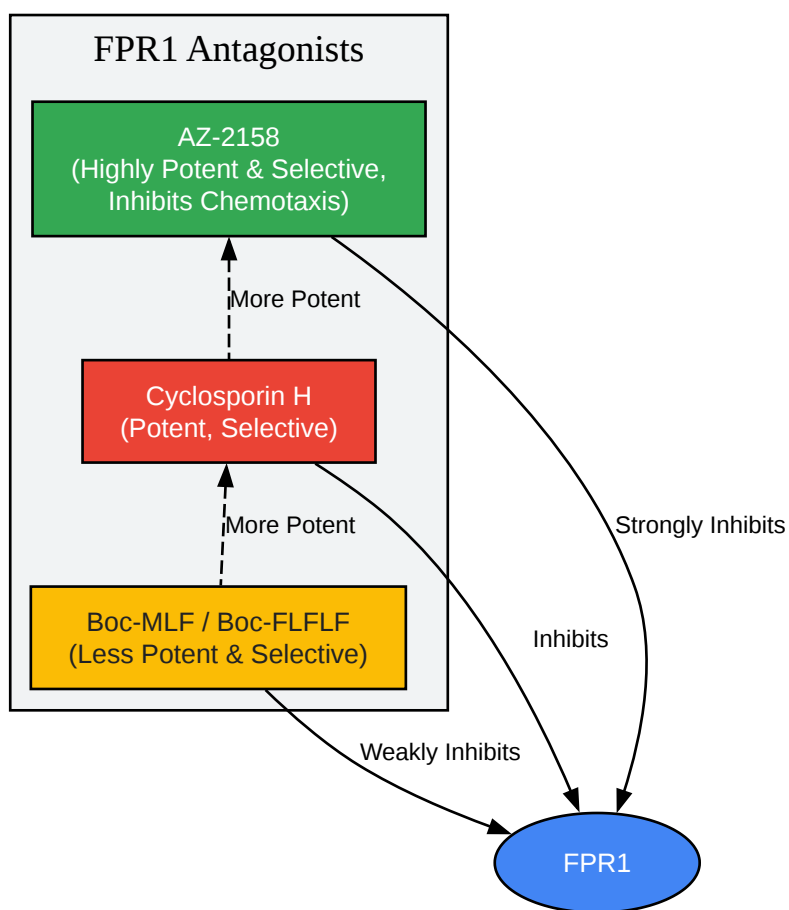 FPR1 Antagonists
AZ-2158
(Highly Potent & Selective,
Inhibits Chemotaxis)
More Potent
Cyclosporin H
(Potent, Selective)
More Potent
Strongly Inhibits
Boc-MLF / Boc-FLFLF
(Less Potent & Selective)
Inhibits
Weakly Inhibits
FPR1